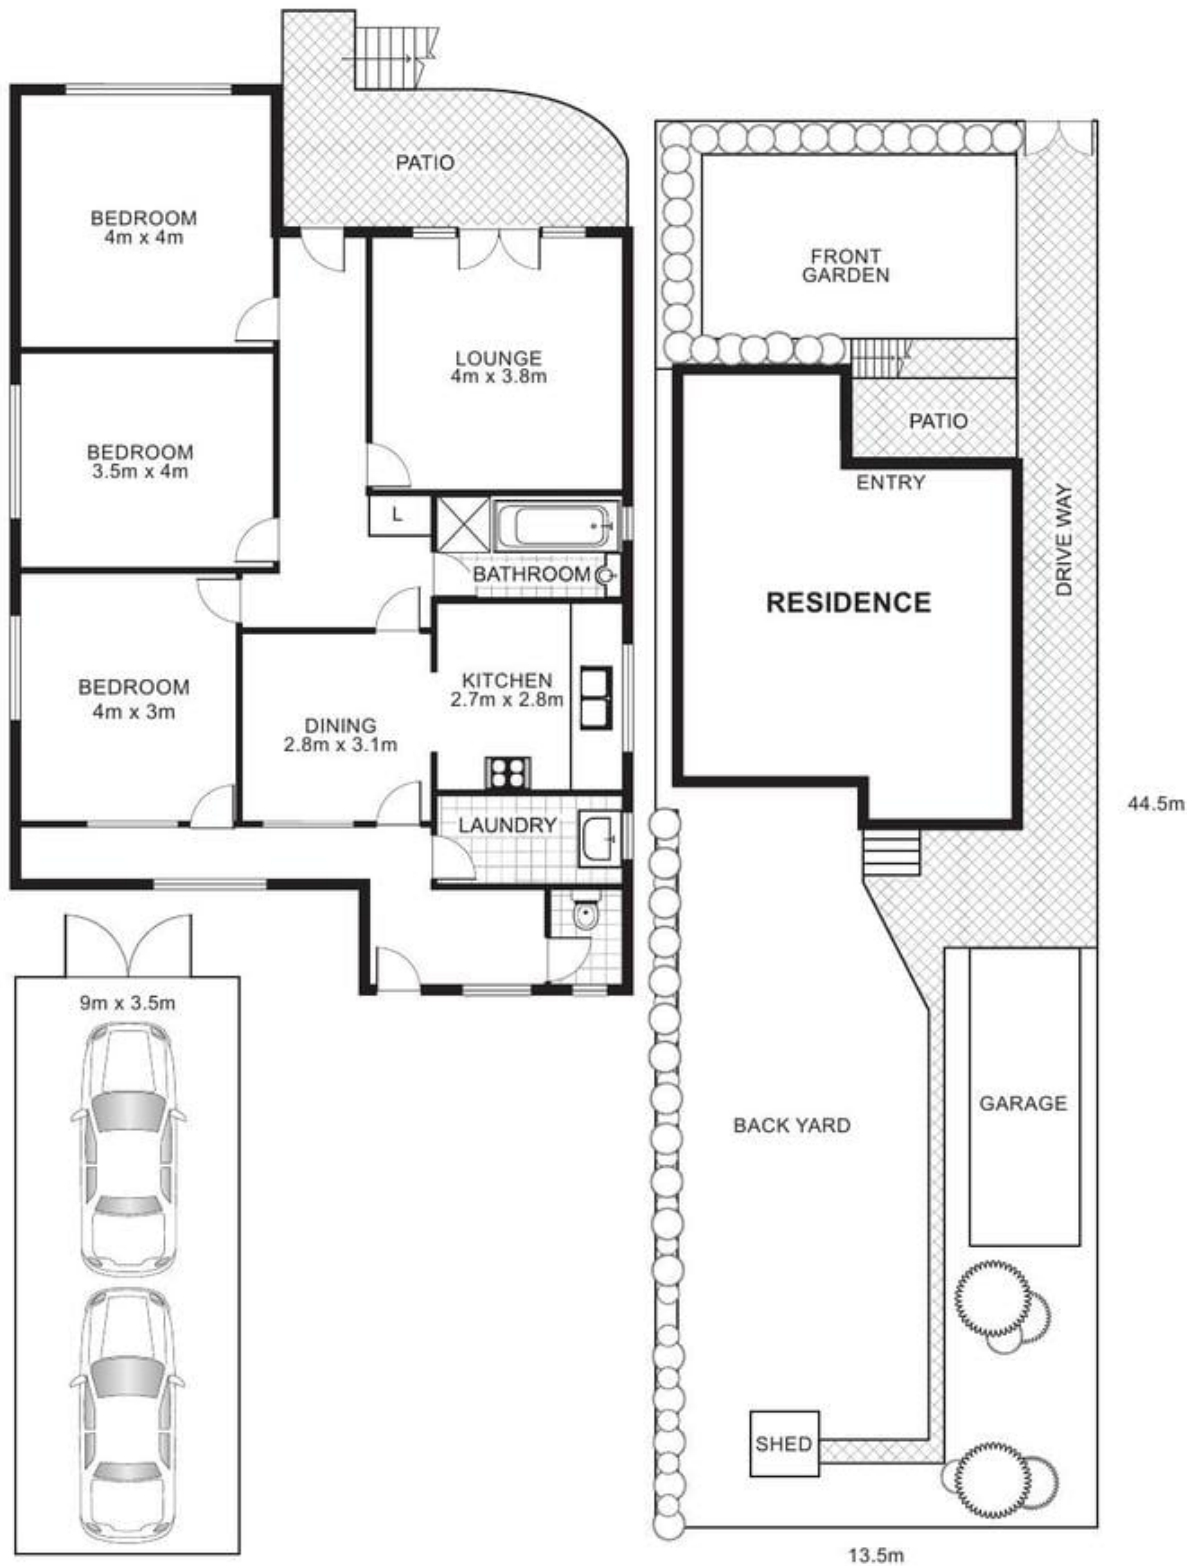 PATIO
BEDROOM
4m x 4m
LOUNGE
4m x 3.8m
BEDROOM
3.5m x 4m
L
BATHROOM
BEDROOM
4m x 3m
KITCHEN
2.7m x 2.8m
DINING
2.8m x 3.1m
LAUNDRY
9m x 3.5m
FRONT
GARDEN
PATIO
ENTRY
DRIVE WAY
RESIDENCE
44.5m
GARAGE
BACK YARD
SHED
13.5m